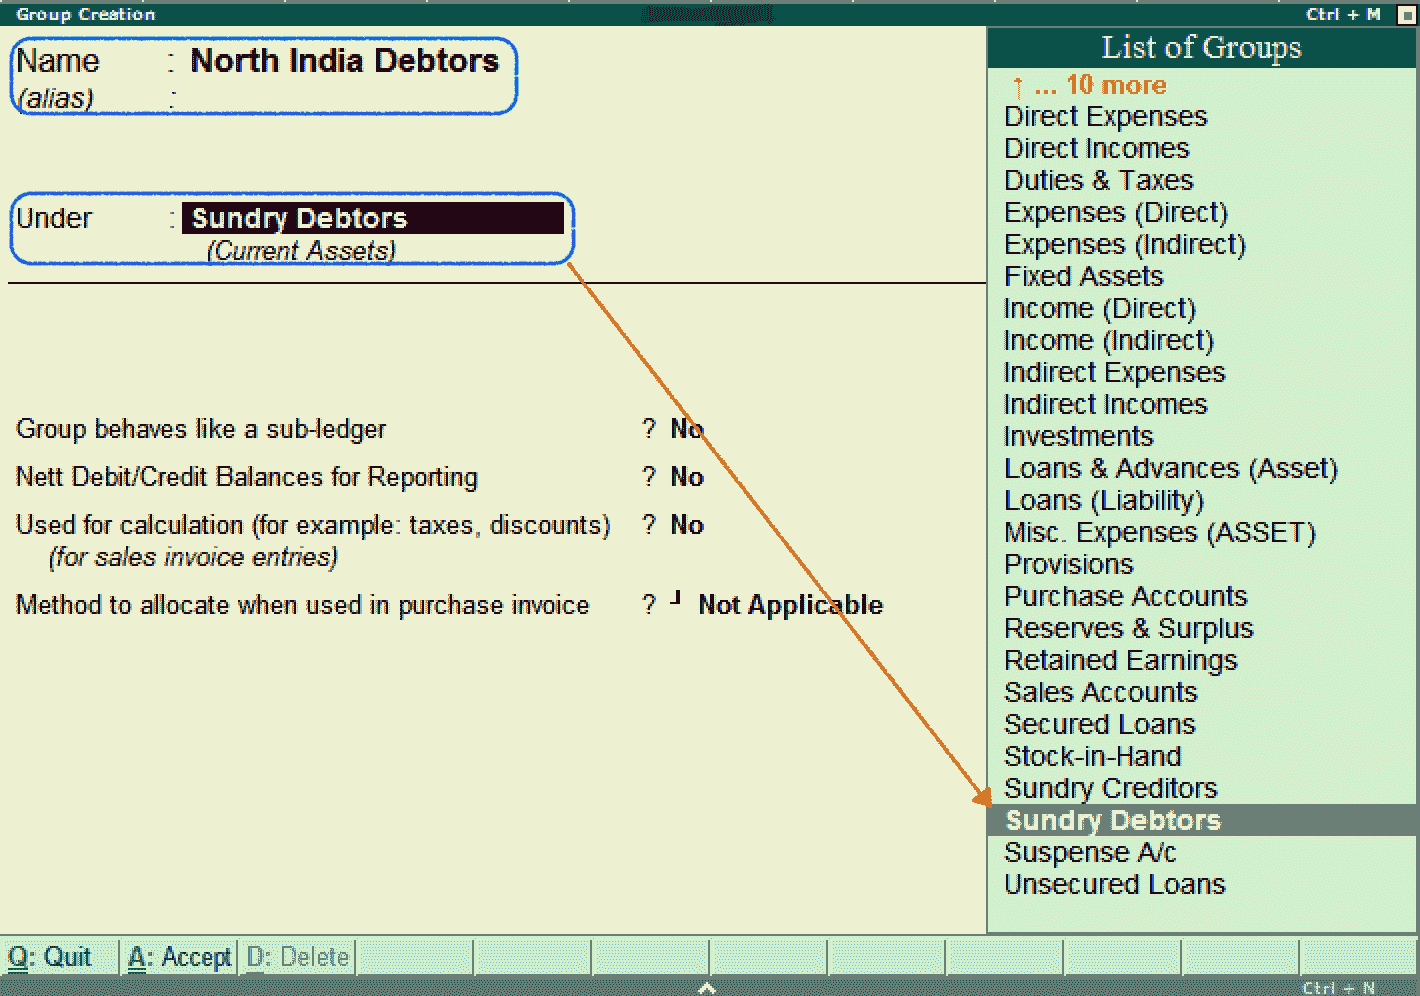 Group Creation
Ctrl + M
Name : North India Debtors
(alias) :
Under : Sundry Debtors
(Current Assets)
Group behaves like a sub-ledger ? No
Nett Debit/Credit Balances for Reporting ? No
Used for calculation (for example: taxes, discounts) ? No
(for sales invoice entries)
Method to allocate when used in purchase invoice ? ┘ Not Applicable
List of Groups
↑ ... 10 more
Direct Expenses
Direct Incomes
Duties & Taxes
Expenses (Direct)
Expenses (Indirect)
Fixed Assets
Income (Direct)
Income (Indirect)
Indirect Expenses
Indirect Incomes
Investments
Loans & Advances (Asset)
Loans (Liability)
Misc. Expenses (ASSET)
Provisions
Purchase Accounts
Reserves & Surplus
Retained Earnings
Sales Accounts
Secured Loans
Stock-in-Hand
Sundry Creditors
Sundry Debtors
Suspense A/c
Unsecured Loans
Q: Quit
A: Accept
D: Delete
Ctrl + N